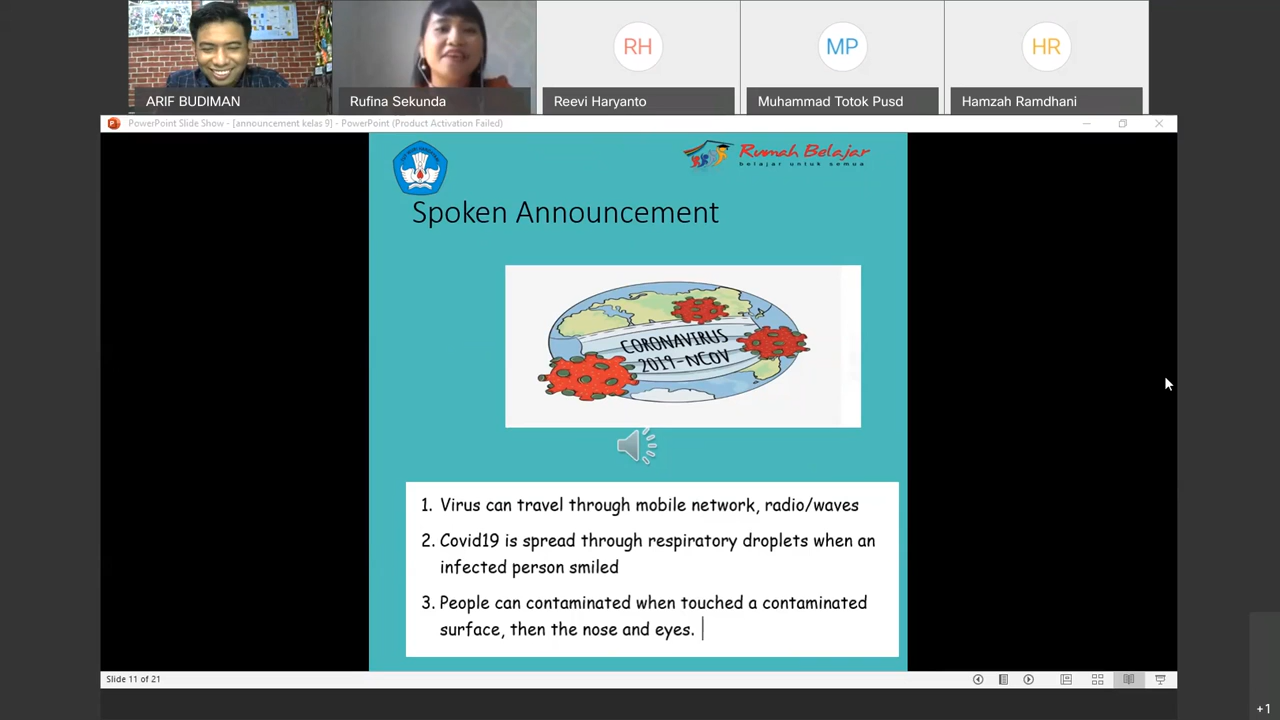 RH
MP
HR
ARIF BUDIMAN
Rufina Sekunda
Reevi Haryanto
Muhammad Totok Pusd
Hamzah Ramdhani
PowerPoint Slide Show - [announcement kelas 9] - PowerPoint (Product Activation Failed)
Rumah Belajar
belajar untuk semua
Spoken Announcement
CORONAVIRUS
2019-NCOV
1. Virus can travel through mobile network, radio/waves
2. Covid19 is spread through respiratory droplets when an
infected person smiled
3. People can contaminated when touched a contaminated
surface, then the nose and eyes.
Slide 11 of 21
+1